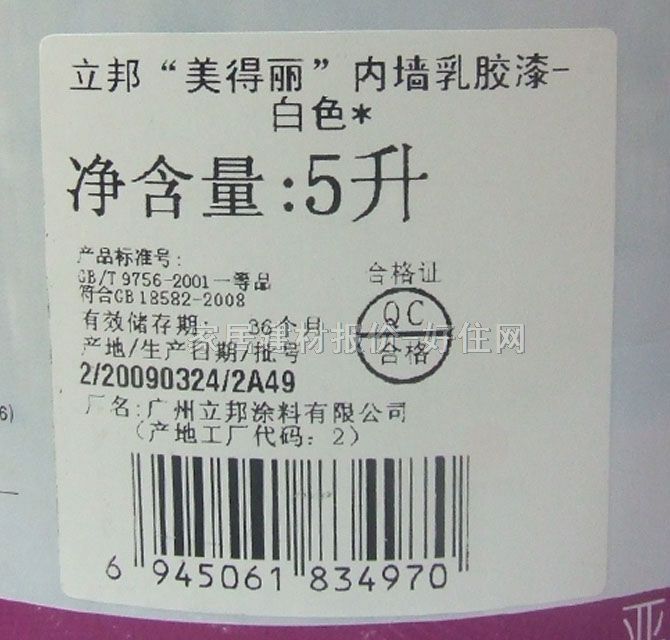 立邦“美得丽”内墙乳胶漆-
白色*
净含量:5升
产品标准号:
GB/T 9756-2001一等品
符合GB 18582-2008
有效储存期: 36个月
产地/生产日期/批号
2/20090324/2A49
合格证
QC
合格
家居建材报价-好住网
厂名:广州立邦涂料有限公司
(产地工厂代码: 2)
6 945061 834970
6)